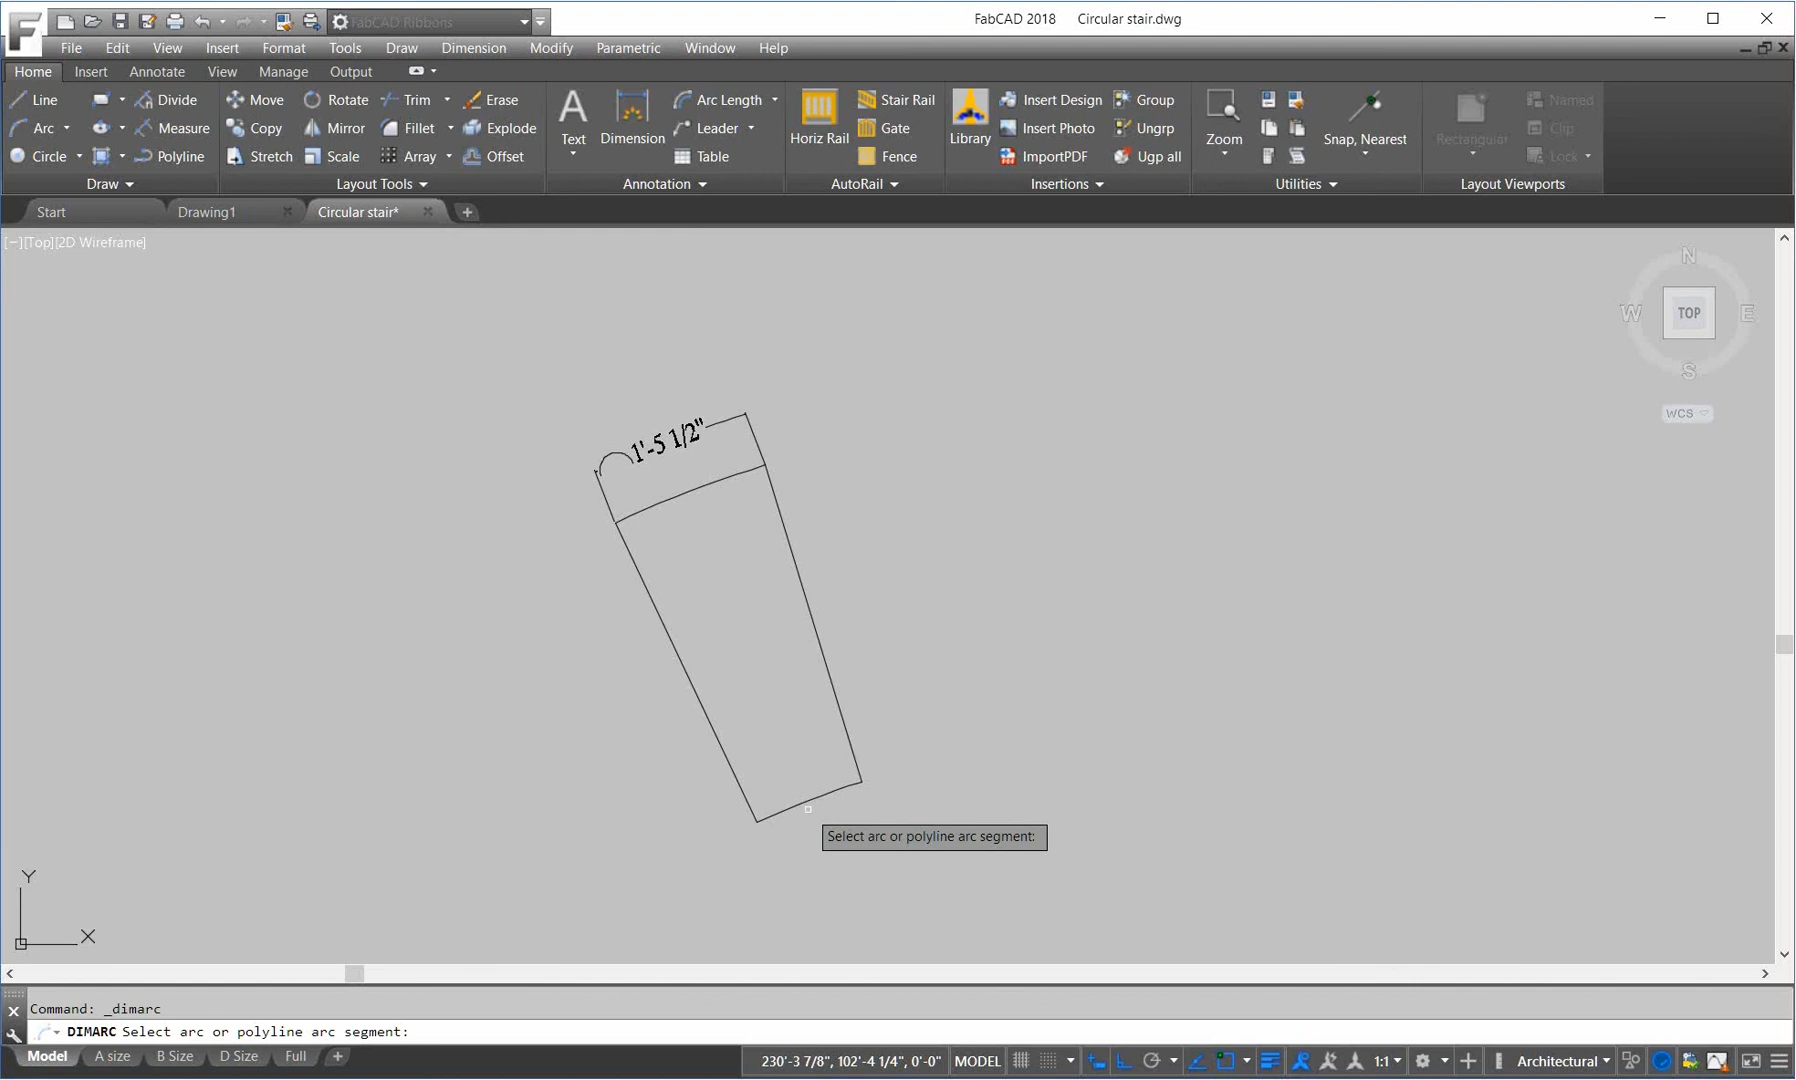 FabCAD Ribbons
FabCAD 2018 Circular stair.dwg
File Edit View Insert Format Tools Draw Dimension Modify Parametric Window Help
Home Insert Annotate View Manage Output
Line Divide Move Rotate Trim Erase Arc Length Stair Rail Insert Design Group Named
Arc Measure Copy Mirror Fillet Explode Text Dimension Leader Horiz Rail Gate Library Insert Photo Ungrp Zoom Snap, Nearest Rectangular Clip
Circle Polyline Stretch Scale Array Offset Table Fence ImportPDF Ugp all Lock
Draw Layout Tools Annotation AutoRail Insertions Utilities Layout Viewports
Start Drawing1 Circular stair* +
[−][Top][2D Wireframe]
N
W TOP E
S
WCS
1'-5 1/2"
Select arc or polyline arc segment:
Y
X
Command: _dimarc
DIMARC Select arc or polyline arc segment:
Model A size B Size D Size Full +
230'-3 7/8", 102'-4 1/4", 0'-0" MODEL 1:1 Architectural